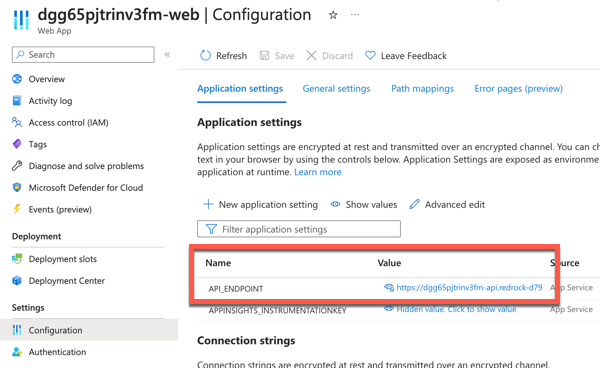 dgg65pjtrinv3fm-web | Configuration
Web App
Search
Overview
Activity log
Access control (IAM)
Tags
Diagnose and solve problems
Microsoft Defender for Cloud
Events (preview)
Deployment
Deployment slots
Deployment Center
Settings
Configuration
Authentication
Refresh Save Discard Leave Feedback
Application settings General settings Path mappings Error pages (preview)
Application settings
Application settings are encrypted at rest and transmitted over an encrypted channel. You can ch
text in your browser by using the controls below. Application Settings are exposed as environme
application at runtime. Learn more
New application setting Show values Advanced edit
Filter application settings
Name Value Source
API_ENDPOINT https://dgg65pjtrinv3fm-api.redrock-d79 App Service
APPINSIGHTS_INSTRUMENTATIONKEY Hidden value. Click to show value App Service
Connection strings
Connection strings are encrypted at rest and transmitted over an encrypted channel.